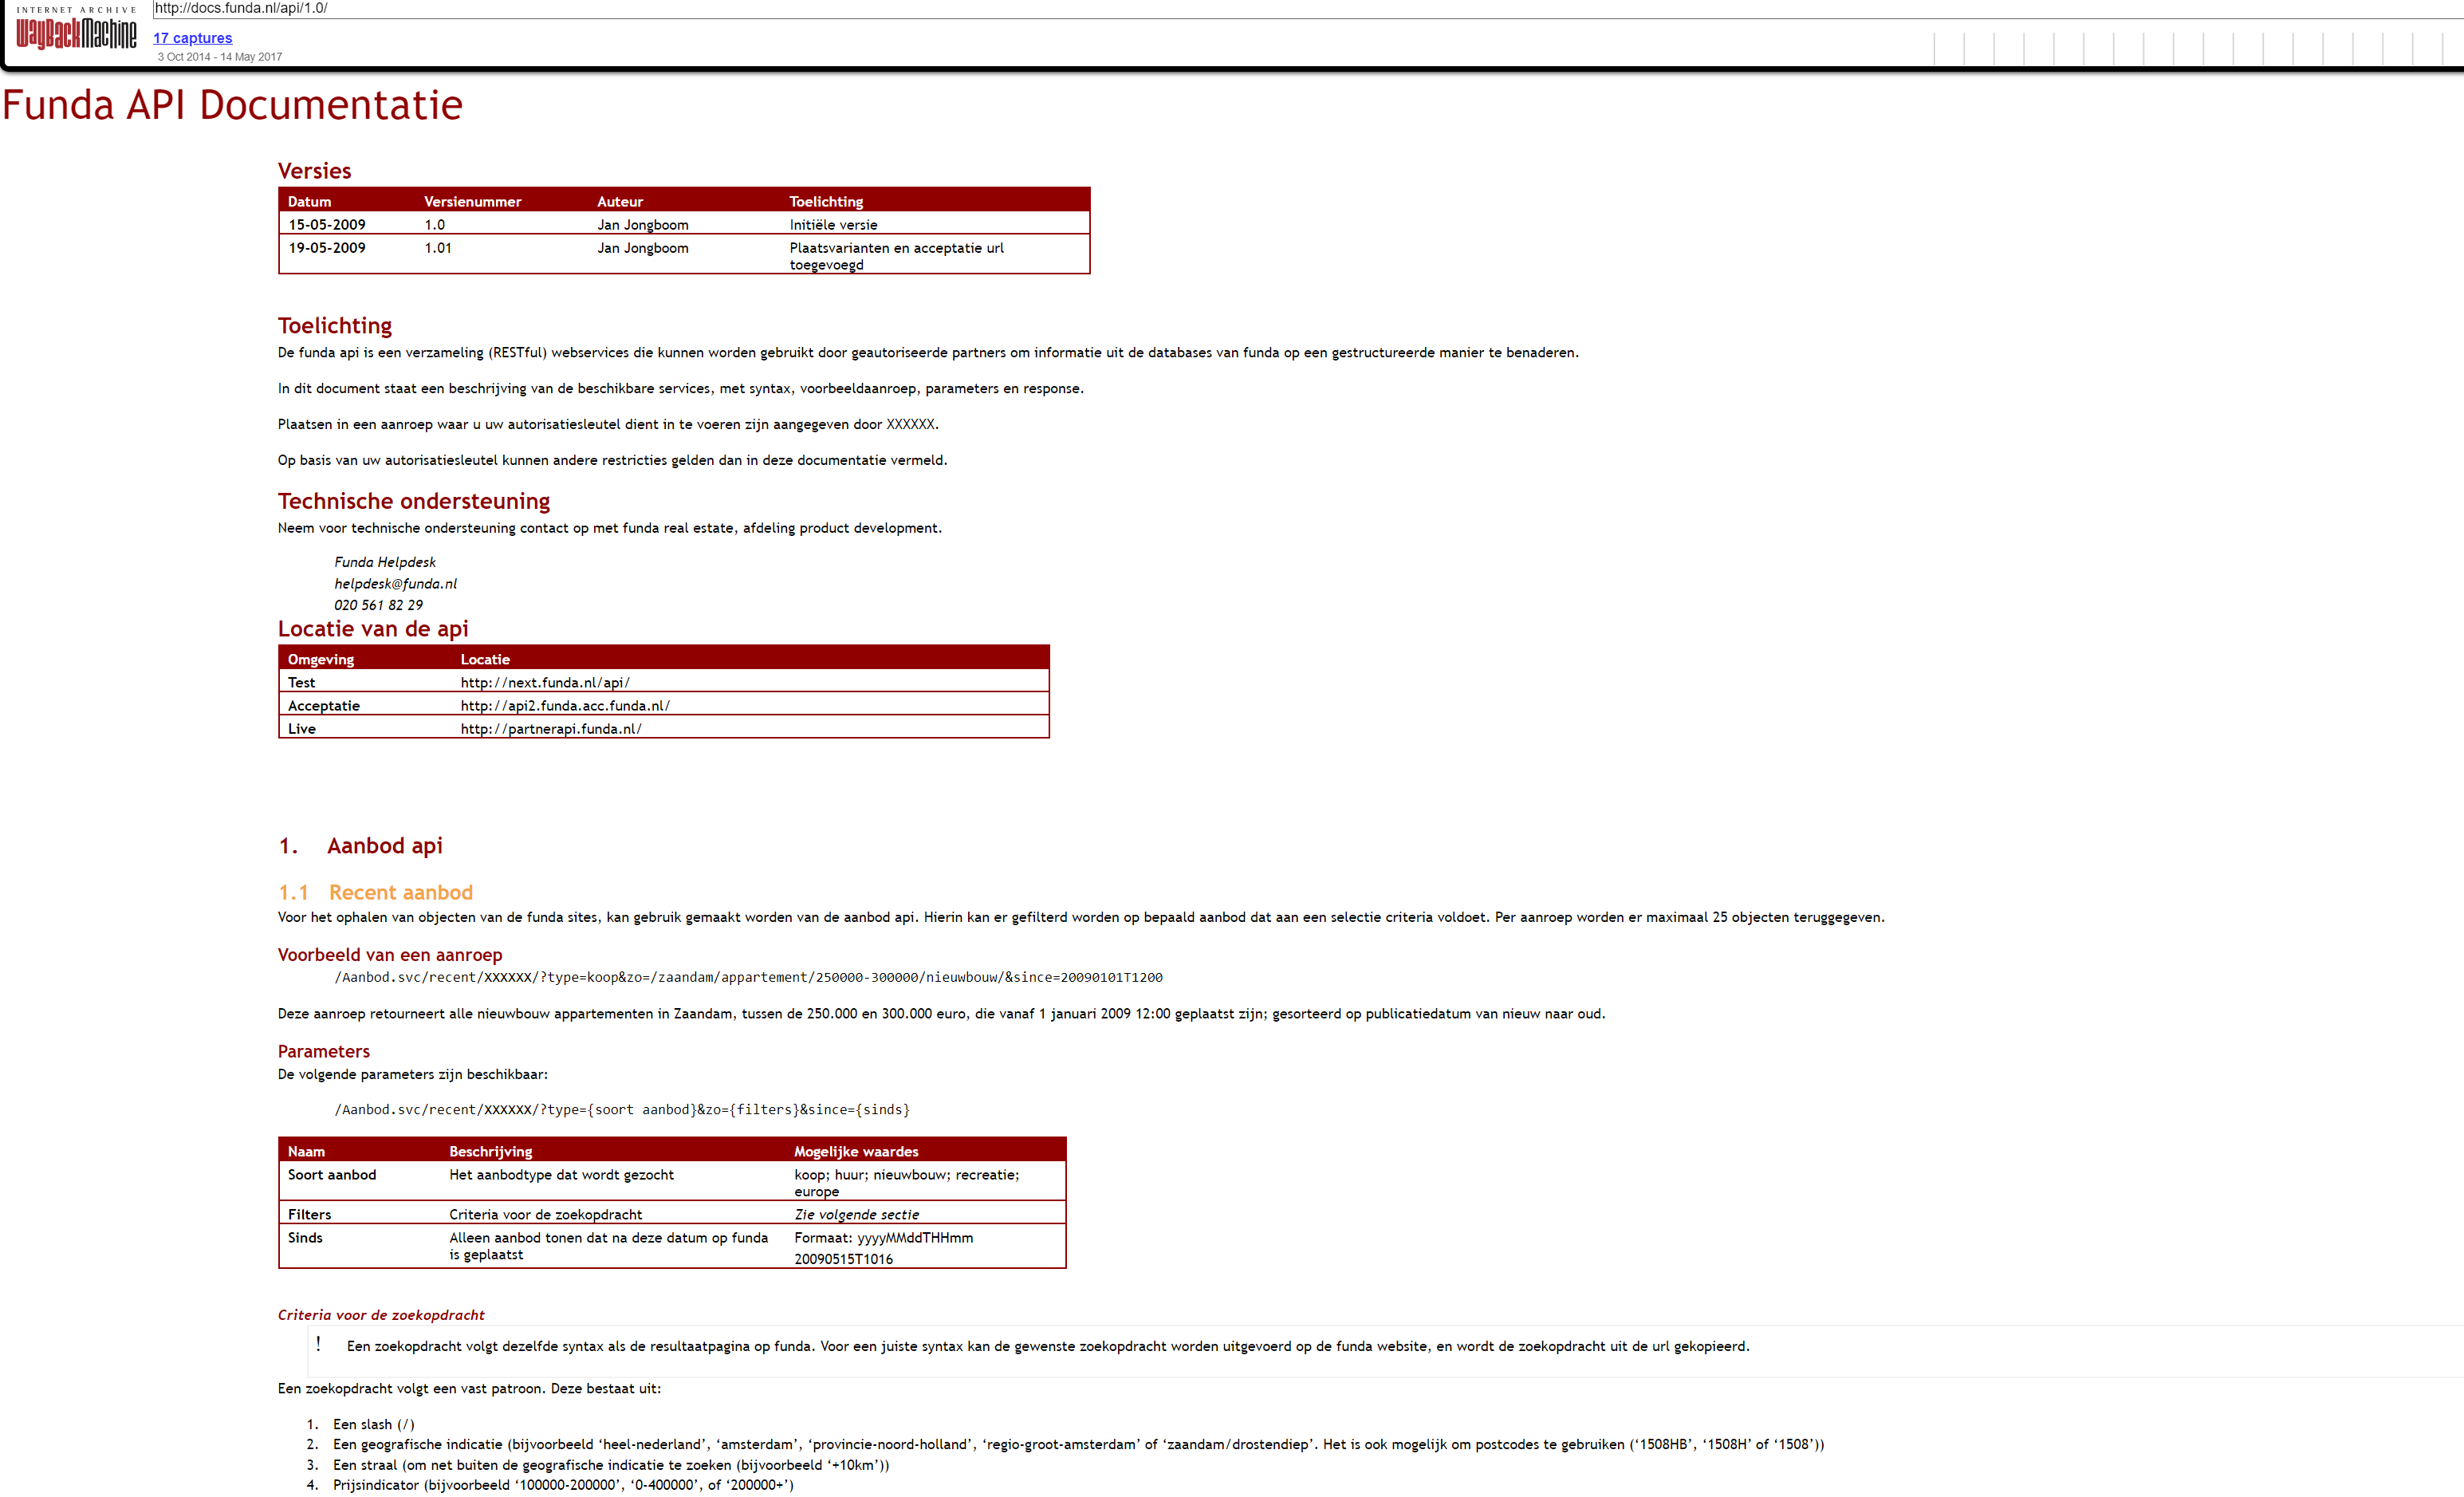 INTERNET ARCHIVE
WayBackMachine
http://docs.funda.nl/api/1.0/
17 captures
3 Oct 2014 - 14 May 2017
Funda API Documentatie
Versies
Datum Versienummer Auteur Toelichting
15-05-2009 1.0 Jan Jongboom Initiële versie
19-05-2009 1.01 Jan Jongboom Plaatsvarianten en acceptatie url
toegevoegd
Toelichting
De funda api is een verzameling (RESTful) webservices die kunnen worden gebruikt door geautoriseerde partners om informatie uit de databases van funda op een gestructureerde manier te benaderen.
In dit document staat een beschrijving van de beschikbare services, met syntax, voorbeeldaanroep, parameters en response.
Plaatsen in een aanroep waar u uw autorisatiesleutel dient in te voeren zijn aangegeven door XXXXXX.
Op basis van uw autorisatiesleutel kunnen andere restricties gelden dan in deze documentatie vermeld.
Technische ondersteuning
Neem voor technische ondersteuning contact op met funda real estate, afdeling product development.
Funda Helpdesk
helpdesk@funda.nl
020 561 82 29
Locatie van de api
Omgeving Locatie
Test http://next.funda.nl/api/
Acceptatie http://api2.funda.acc.funda.nl/
Live http://partnerapi.funda.nl/
1. Aanbod api
1.1 Recent aanbod
Voor het ophalen van objecten van de funda sites, kan gebruik gemaakt worden van de aanbod api. Hierin kan er gefilterd worden op bepaald aanbod dat aan een selectie criteria voldoet. Per aanroep worden er maximaal 25 objecten teruggegeven.
Voorbeeld van een aanroep
/Aanbod.svc/recent/XXXXXX/?type=koop&zo=/zaandam/appartement/250000-300000/nieuwbouw/&since=20090101T1200
Deze aanroep retourneert alle nieuwbouw appartementen in Zaandam, tussen de 250.000 en 300.000 euro, die vanaf 1 januari 2009 12:00 geplaatst zijn; gesorteerd op publicatiedatum van nieuw naar oud.
Parameters
De volgende parameters zijn beschikbaar:
/Aanbod.svc/recent/XXXXXX/?type={soort aanbod}&zo={filters}&since={sinds}
Naam Beschrijving Mogelijke waardes
Soort aanbod Het aanbodtype dat wordt gezocht koop; huur; nieuwbouw; recreatie;
europe
Filters Criteria voor de zoekopdracht Zie volgende sectie
Sinds Alleen aanbod tonen dat na deze datum op funda Formaat: yyyyMMddTHHmm
is geplaatst 20090515T1016
Criteria voor de zoekopdracht
! Een zoekopdracht volgt dezelfde syntax als de resultaatpagina op funda. Voor een juiste syntax kan de gewenste zoekopdracht worden uitgevoerd op de funda website, en wordt de zoekopdracht uit de url gekopieerd.
Een zoekopdracht volgt een vast patroon. Deze bestaat uit:
1. Een slash (/)
2. Een geografische indicatie (bijvoorbeeld ‘heel-nederland’, ‘amsterdam’, ‘provincie-noord-holland’, ‘regio-groot-amsterdam’ of ‘zaandam/drostendiep’. Het is ook mogelijk om postcodes te gebruiken (‘1508HB’, ‘1508H’ of ‘1508’))
3. Een straal (om net buiten de geografische indicatie te zoeken (bijvoorbeeld ‘+10km’))
4. Prijsindicator (bijvoorbeeld ‘100000-200000’, ‘0-400000’, of ‘200000+’)